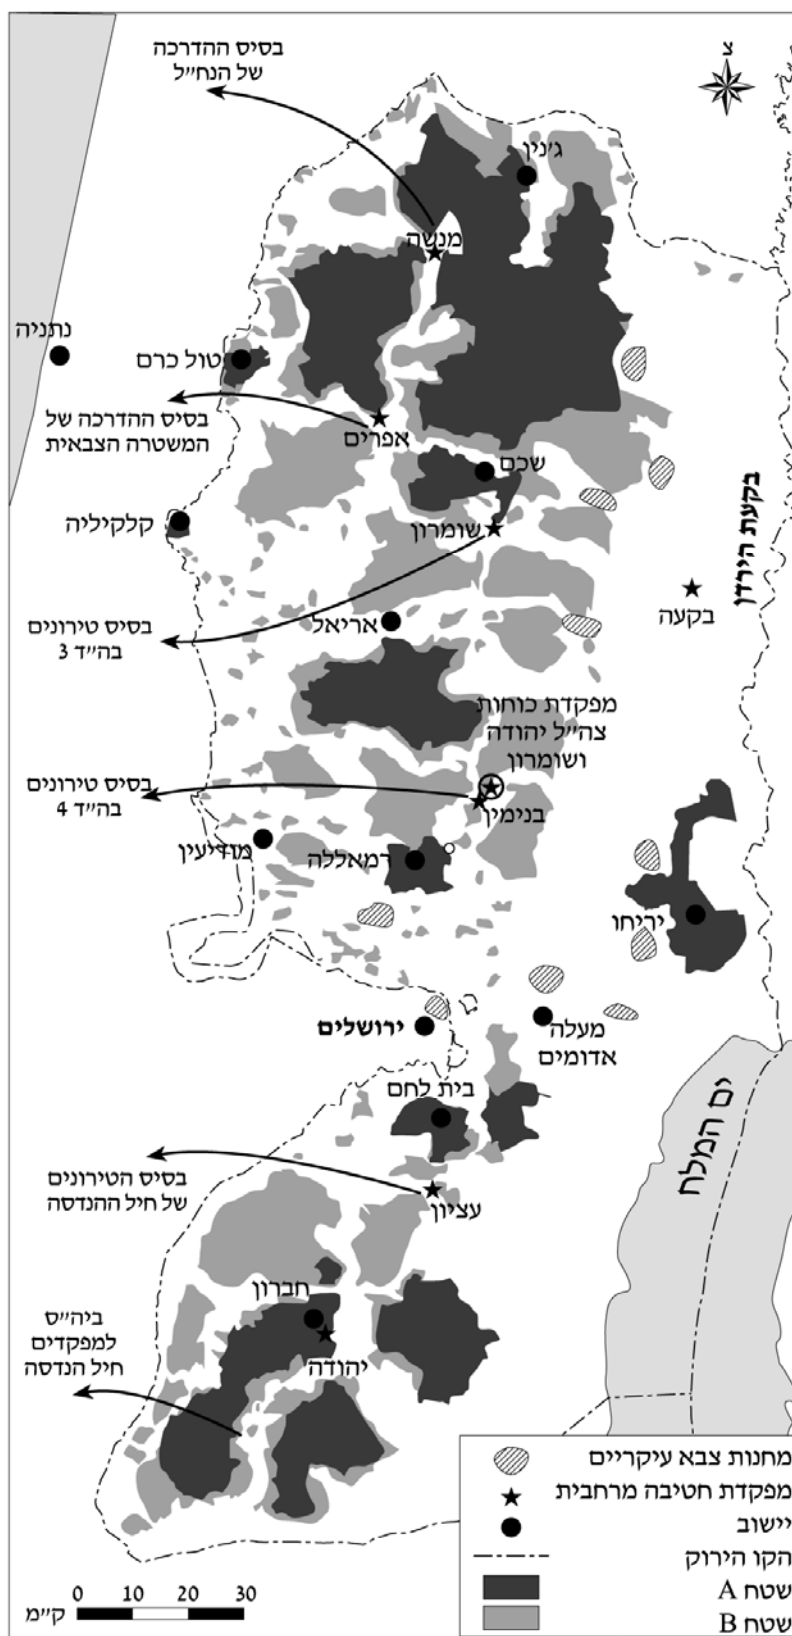 בסיס ההדרכה
של הנח״ל
צ
ג׳נין
מנשה
נתניה
טול כרם
בסיס ההדרכה של
המשטרה הצבאית
אפרים
שכם
קלקיליה
שומרון
בקעת הירדן
בקעה
אריאל
בסיס טירונים
בה״ד 3
מפקדת כוחות
צה״ל יהודה
ושומרון
בסיס טירונים
בה״ד 4
בנימין
מודיעין
רמאללה
יריחו
ירושלים
מעלה
אדומים
בית לחם
ים המלח
בסיס הטירונים
של חיל ההנדסה
עציון
חברון
ביה״ס
למפקדים
חיל הנדסה
יהודה
מחנות צבא עיקריים
מפקדת חטיבה מרחבית
יישוב
הקו הירוק
שטח A
שטח B
0 10 20 30
ק״מ